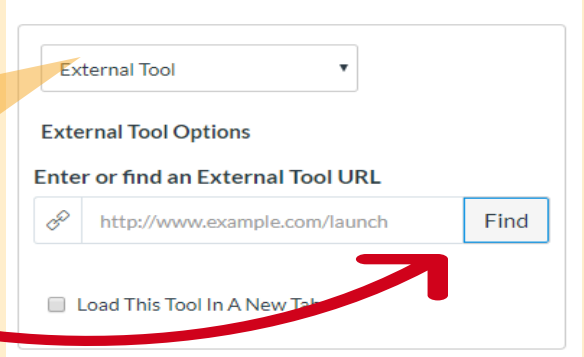 External Tool
External Tool Options
Enter or find an External Tool URL
http://www.example.com/launch
Find
Load This Tool In A New Tab